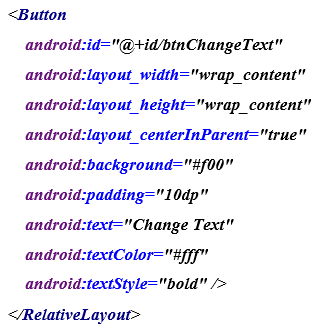 <Button
android:id="@+id/btnChangeText"
android:layout_width="wrap_content"
android:layout_height="wrap_content"
android:layout_centerInParent="true"
android:background="#f00"
android:padding="10dp"
android:text="Change Text"
android:textColor="#fff"
android:textStyle="bold" />
</RelativeLayout>